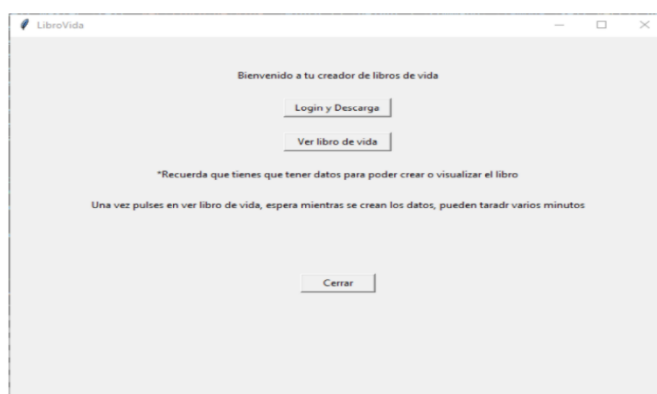 LibroVida
Bienvenido a tu creador de libros de vida
Login y Descarga
Ver libro de vida
*Recuerda que tienes que tener datos para poder crear o visualizar el libro
Una vez pulses en ver libro de vida, espera mientras se crean los datos, pueden taradr varios minutos
Cerrar